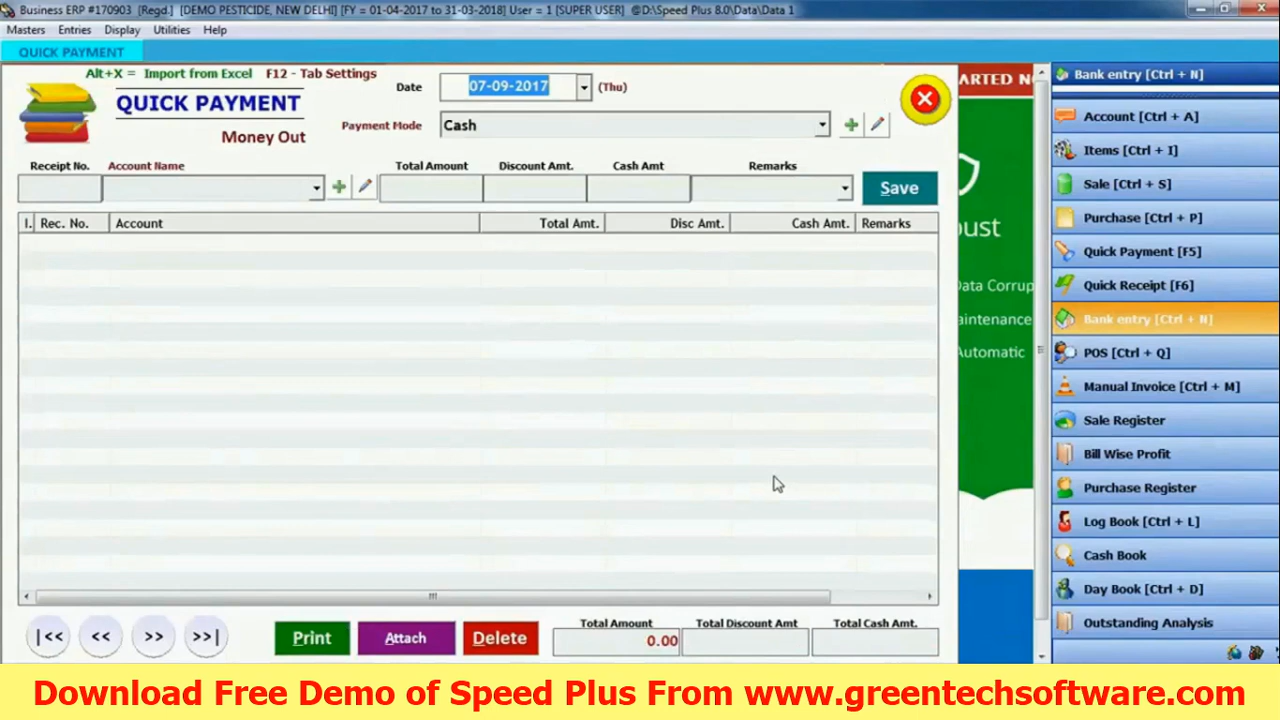 Business ERP #170903 [Regd.] [DEMO PESTICIDE, NEW DELHI] [FY = 01-04-2017 to 31-03-2018] User = 1 [SUPER USER] @D:\Speed Plus 8.0\Data\Data 1
Masters Entries Display Utilities Help
QUICK PAYMENT
Alt+X = Import from Excel F12 - Tab Settings
QUICK PAYMENT
Money Out
Date 07-09-2017 (Thu)
Payment Mode Cash
Receipt No. Account Name Total Amount Discount Amt. Cash Amt Remarks
Save
I. Rec. No. Account Total Amt. Disc Amt. Cash Amt. Remarks
|<< << >> >>|
Print Attach Delete
Total Amount Total Discount Amt Total Cash Amt.
0.00
ARTED
oust
Data Corrup
aintenance
Automatic
Bank entry [Ctrl + N]
Account [Ctrl + A]
Items [Ctrl + I]
Sale [Ctrl + S]
Purchase [Ctrl + P]
Quick Payment [F5]
Quick Receipt [F6]
Bank entry [Ctrl + N]
POS [Ctrl + Q]
Manual Invoice [Ctrl + M]
Sale Register
Bill Wise Profit
Purchase Register
Log Book [Ctrl + L]
Cash Book
Day Book [Ctrl + D]
Outstanding Analysis
Download Free Demo of Speed Plus From www.greentechsoftware.com